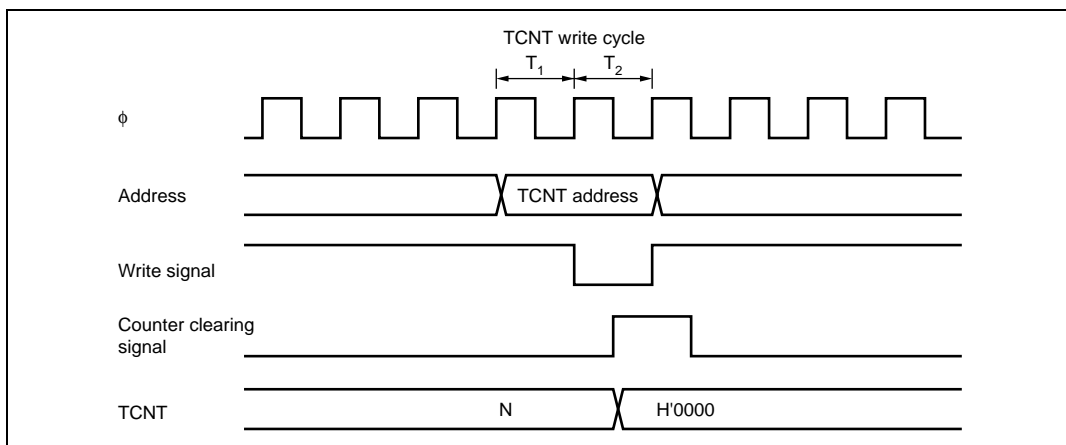 TCNT write cycle
T1 T2
ϕ
Address
TCNT address
Write signal
Counter clearing
signal
TCNT
N
H'0000